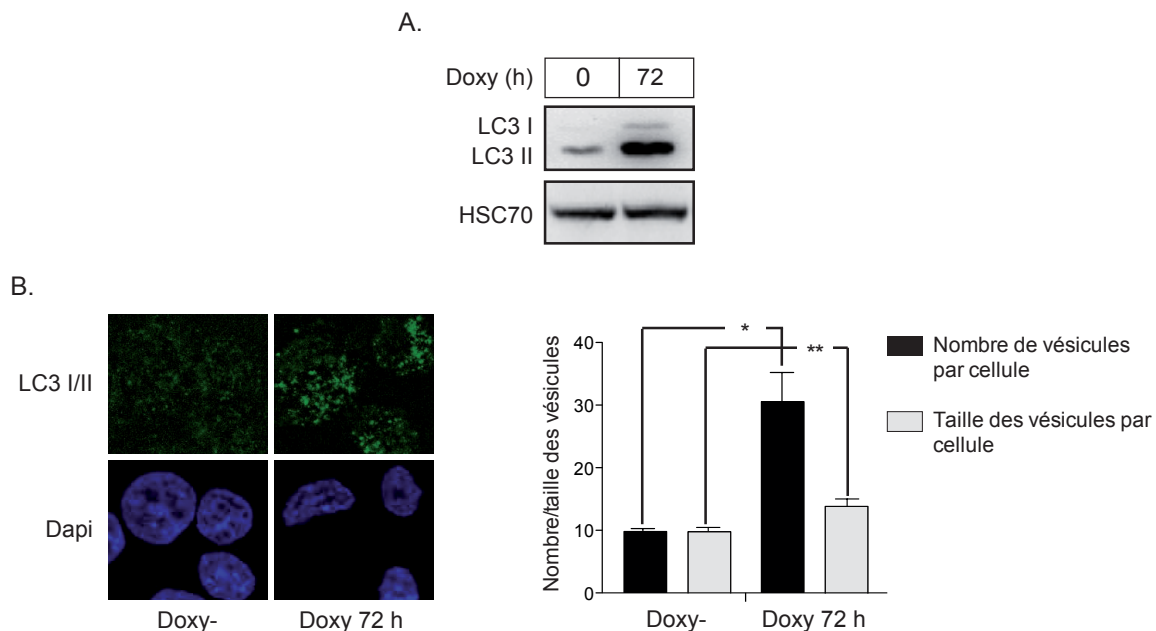 A.
Doxy (h)
0
72
LC3 I
LC3 II
HSC70
B.
LC3 I/II
Dapi
Doxy-
Doxy 72 h
Nombre/taille des vésicules
40
30
20
10
0
*
**
Doxy-
Doxy 72 h
Nombre de vésicules
par cellule
Taille des vésicules par
cellule